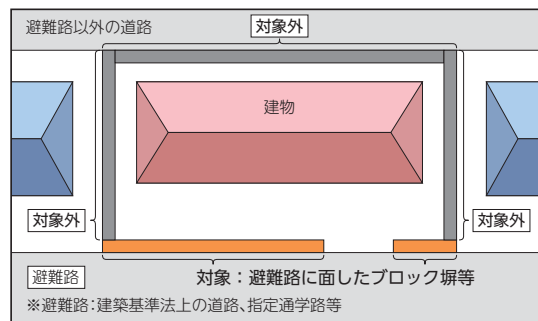 避難路以外の道路
対象外
建物
対象外
対象外
避難路
対象：避難路に面したブロック塀等
※避難路：建築基準法上の道路、指定通学路等